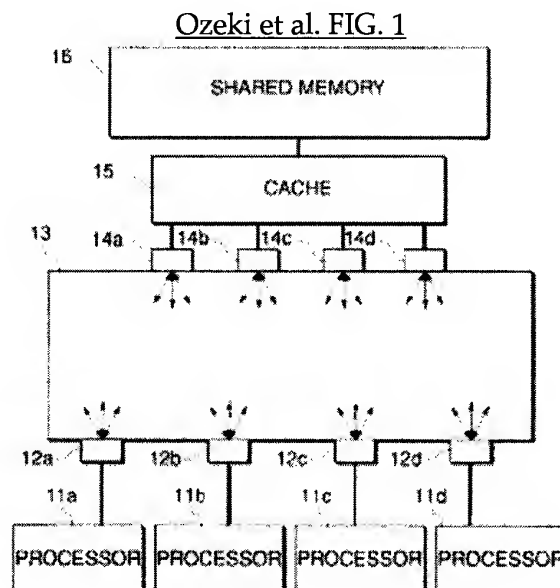 Ozeki et al. FIG. 1
16
SHARED MEMORY
15
CACHE
13
14a 14b 14c 14d
12a 12b 12c 12d
11a 11b 11c 11d
PROCESSOR PROCESSOR PROCESSOR PROCESSOR